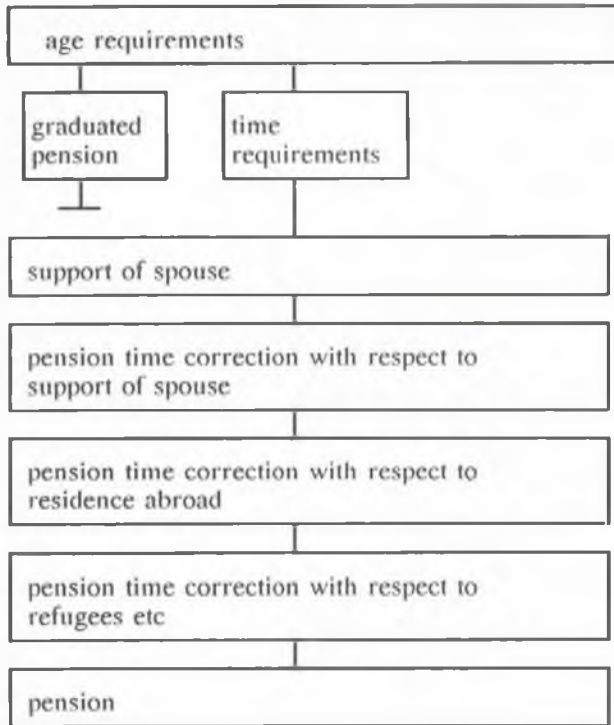 age requirements
graduated
pension
time
requirements
support of spouse
pension time correction with respect to
support of spouse
pension time correction with respect to
residence abroad
pension time correction with respect to
refugees etc
pension